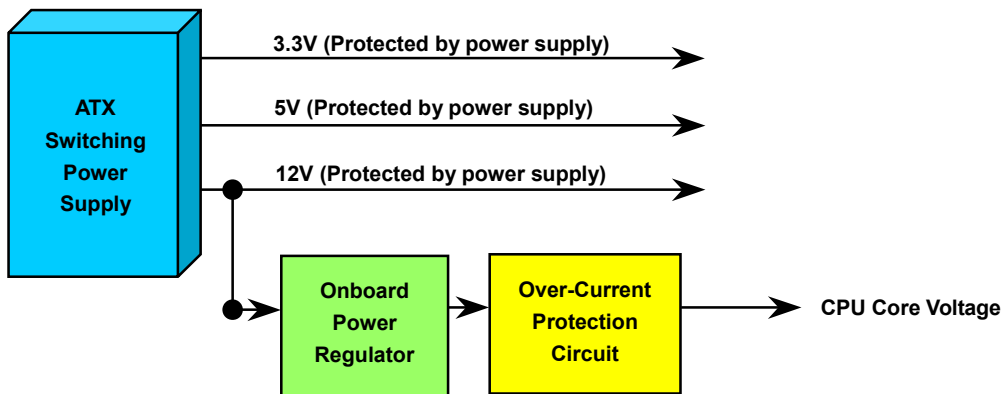 3.3V (Protected by power supply)
ATX
Switching
Power
Supply
5V (Protected by power supply)
12V (Protected by power supply)
Onboard
Power
Regulator
Over-Current
Protection
Circuit
CPU Core Voltage